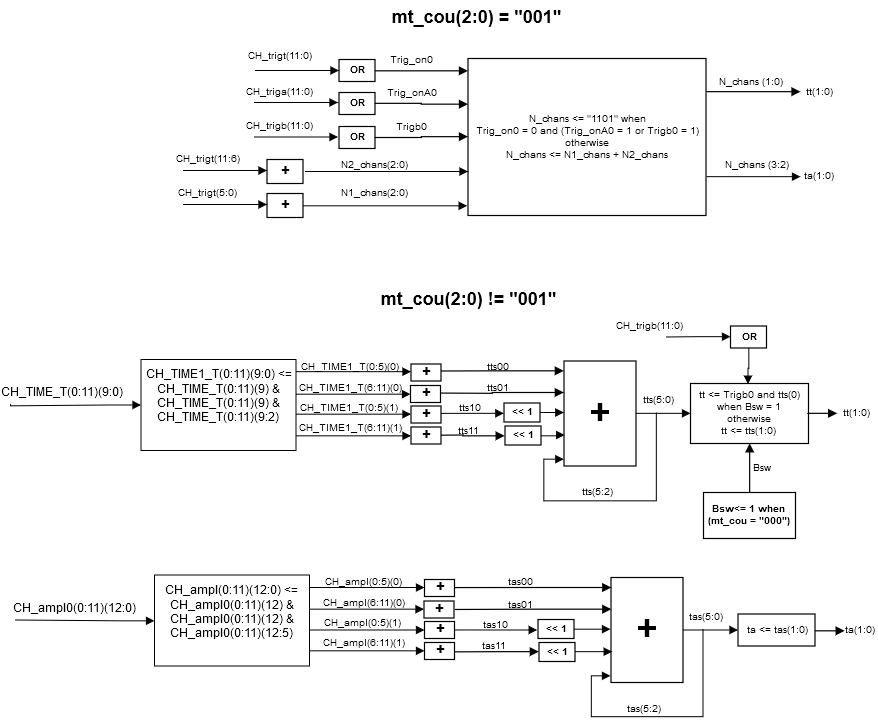 mt_cou(2:0) = "001"
CH_trigt(11:0)
OR
Trig_on0
CH_triga(11:0)
OR
Trig_onA0
CH_trigb(11:0)
OR
Trigb0
CH_trigt(11:6)
+
N2_chans(2:0)
CH_trigt(5:0)
+
N1_chans(2:0)
N_chans <= "1101" when
Trig_on0 = 0 and (Trig_onA0 = 1 or Trigb0 = 1)
otherwise
N_chans <= N1_chans + N2_chans
N_chans (1:0)
tt(1:0)
N_chans (3:2)
ta(1:0)
mt_cou(2:0) != "001"
CH_TIME_T(0:11)(9:0)
CH_TIME1_T(0:11)(9:0) <=
CH_TIME_T(0:11)(9) &
CH_TIME_T(0:11)(9) &
CH_TIME_T(0:11)(9:2)
CH_TIME1_T(0:5)(0)
+
tts00
CH_TIME1_T(6:11)(0)
+
tts01
CH_TIME1_T(0:5)(1)
+
tts10
<< 1
CH_TIME1_T(6:11)(1)
+
tts11
<< 1
+
tts(5:0)
tts(5:2)
CH_trigb(11:0)
OR
tt <= Trigb0 and tts(0)
when Bsw = 1
otherwise
tt <= tts(1:0)
tt(1:0)
Bsw
Bsw<= 1 when
(mt_cou = "000")
CH_ampl0(0:11)(12:0)
CH_ampl(0:11)(12:0) <=
CH_ampl0(0:11)(12) &
CH_ampl0(0:11)(12) &
CH_ampl0(0:11)(12:5)
CH_ampl(0:5)(0)
+
tas00
CH_ampl(6:11)(0)
+
tas01
CH_ampl(0:5)(1)
+
tas10
<< 1
CH_ampl(6:11)(1)
+
tas11
<< 1
+
tas(5:0)
tas(5:2)
ta <= tas(1:0)
ta(1:0)